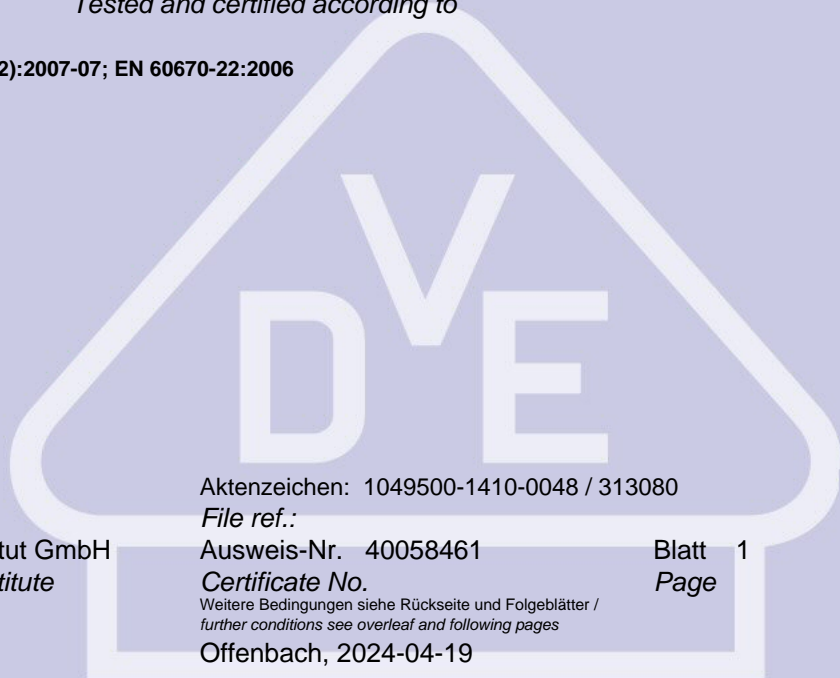 Tested and certified according to
2):2007-07; EN 60670-22:2006
V
D E
Aktenzeichen: 1049500-1410-0048 / 313080
File ref.:
tut GmbH Ausweis-Nr. 40058461 Blatt 1
titute Certificate No. Page
Weitere Bedingungen siehe Rückseite und Folgeblätter /
further conditions see overleaf and following pages
Offenbach, 2024-04-19